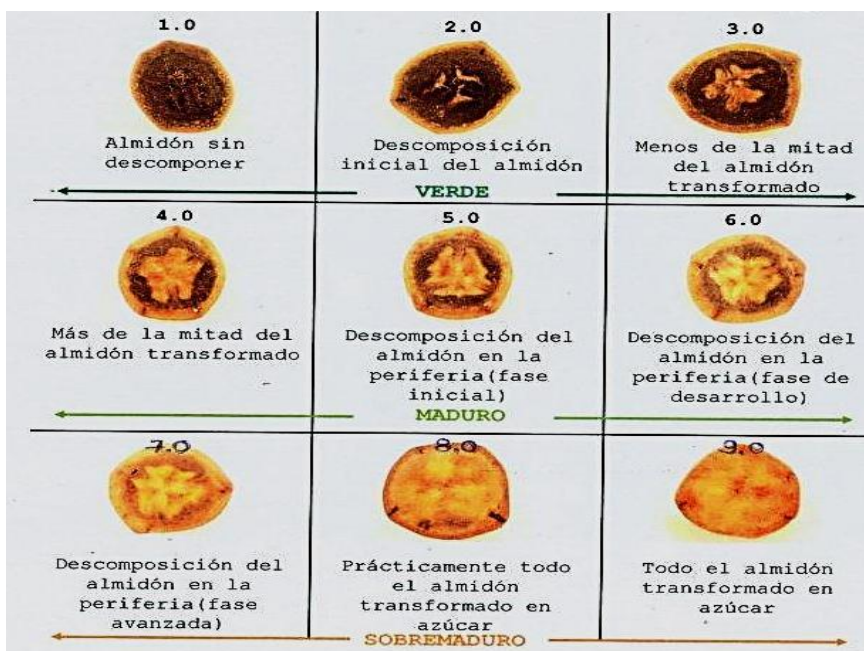 1.0
Almidón sin
descomponer
2.0
Descomposición
inicial del almidón
3.0
Menos de la mitad
del almidón
transformado
VERDE
4.0
Más de la mitad del
almidón transformado
5.0
Descomposición del
almidón en la
periferia(fase
inicial)
6.0
Descomposición del
almidón en la
periferia(fase de
desarrollo)
MADURO
7.0
Descomposición del
almidón en la
periferia(fase
avanzada)
8.0
Prácticamente todo
el almidón
transformado en
azúcar
9.0
Todo el almidón
transformado en
azúcar
SOBREMADURO